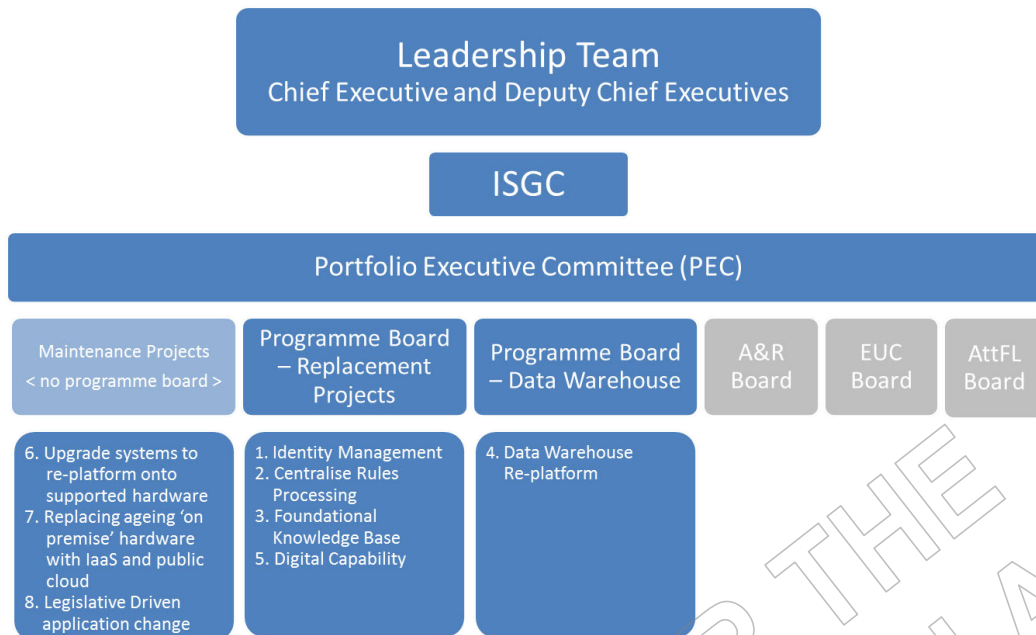 Leadership Team
Chief Executive and Deputy Chief Executives
ISGC
Portfolio Executive Committee (PEC)
Maintenance Projects
< no programme board >
Programme Board
– Replacement
Projects
Programme Board
– Data Warehouse
A&R
Board
EUC
Board
AttFL
Board
6. Upgrade systems to
re-platform onto
supported hardware
7. Replacing ageing ‘on
premise’ hardware
with IaaS and public
cloud
8. Legislative Driven
application change
1. Identity Management
2. Centralise Rules
Processing
3. Foundational
Knowledge Base
5. Digital Capability
4. Data Warehouse
Re-platform
THE